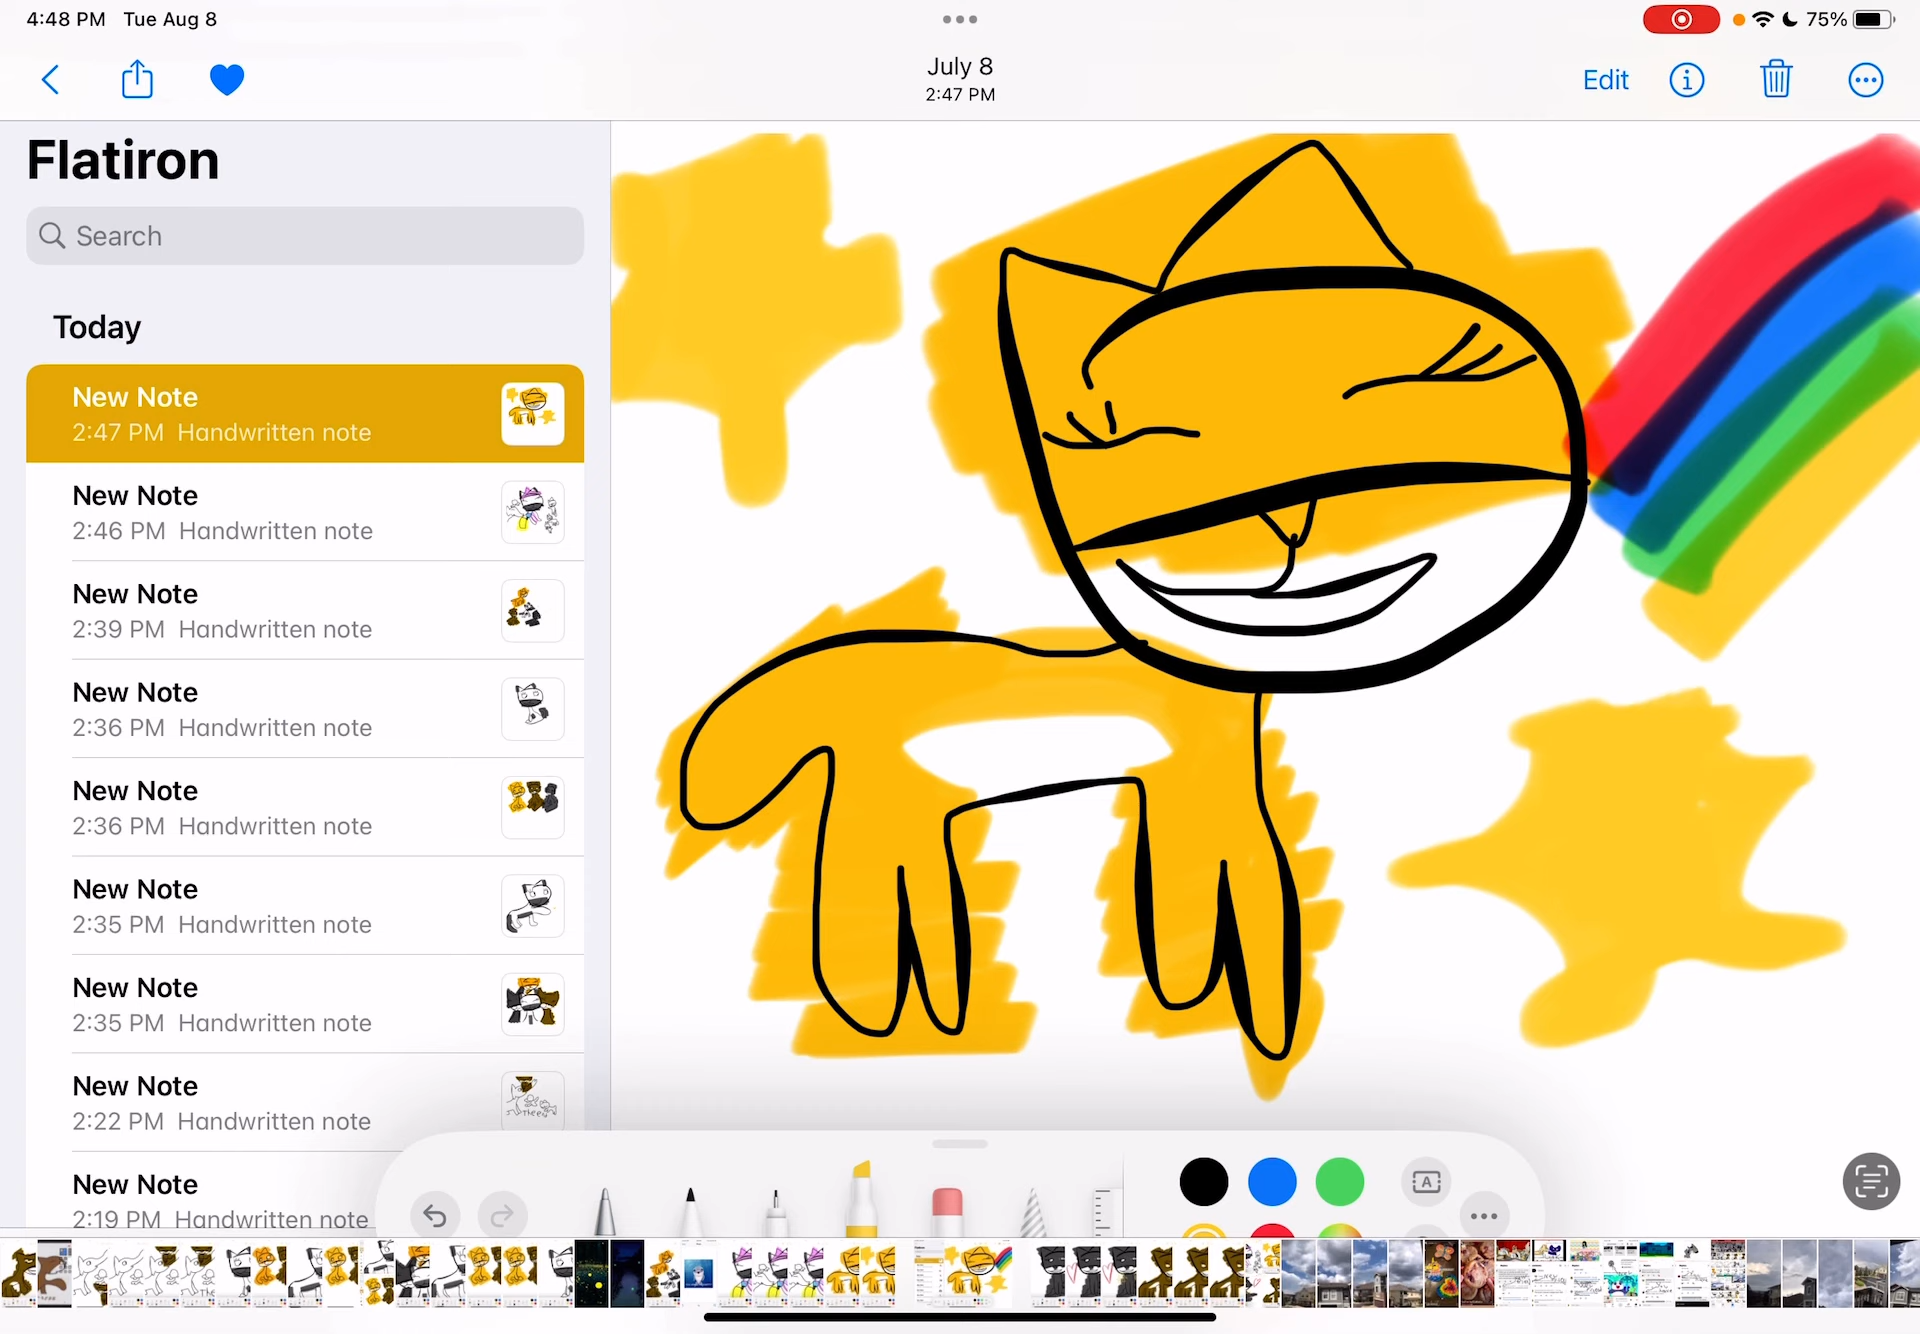 4:48 PM Tue Aug 8
75%
July 8
2:47 PM
Edit
Flatiron
Search
Today
New Note
2:47 PM Handwritten note
New Note
2:46 PM Handwritten note
New Note
2:39 PM Handwritten note
New Note
2:36 PM Handwritten note
New Note
2:36 PM Handwritten note
New Note
2:35 PM Handwritten note
New Note
2:35 PM Handwritten note
New Note
2:22 PM Handwritten note
New Note
2:19 PM Handwritten note
A